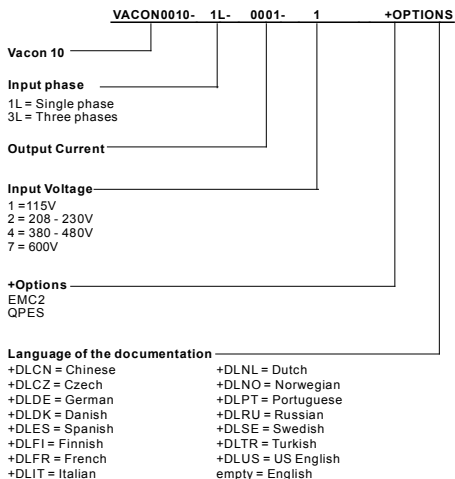 VACON0010- 1L- 0001- 1 +OPTIONS
Vacon 10
Input phase
1L = Single phase
3L = Three phases
Output Current
Input Voltage
1 =115V
2 = 208 - 230V
4 = 380 - 480V
7 = 600V
+Options
EMC2
QPES
Language of the documentation
+DLCN = Chinese +DLNL = Dutch
+DLCZ = Czech +DLNO = Norwegian
+DLDE = German +DLPT = Portuguese
+DLDK = Danish +DLRU = Russian
+DLES = Spanish +DLSE = Swedish
+DLFI = Finnish +DLTR = Turkish
+DLFR = French +DLUS = US English
+DLIT = Italian empty = English